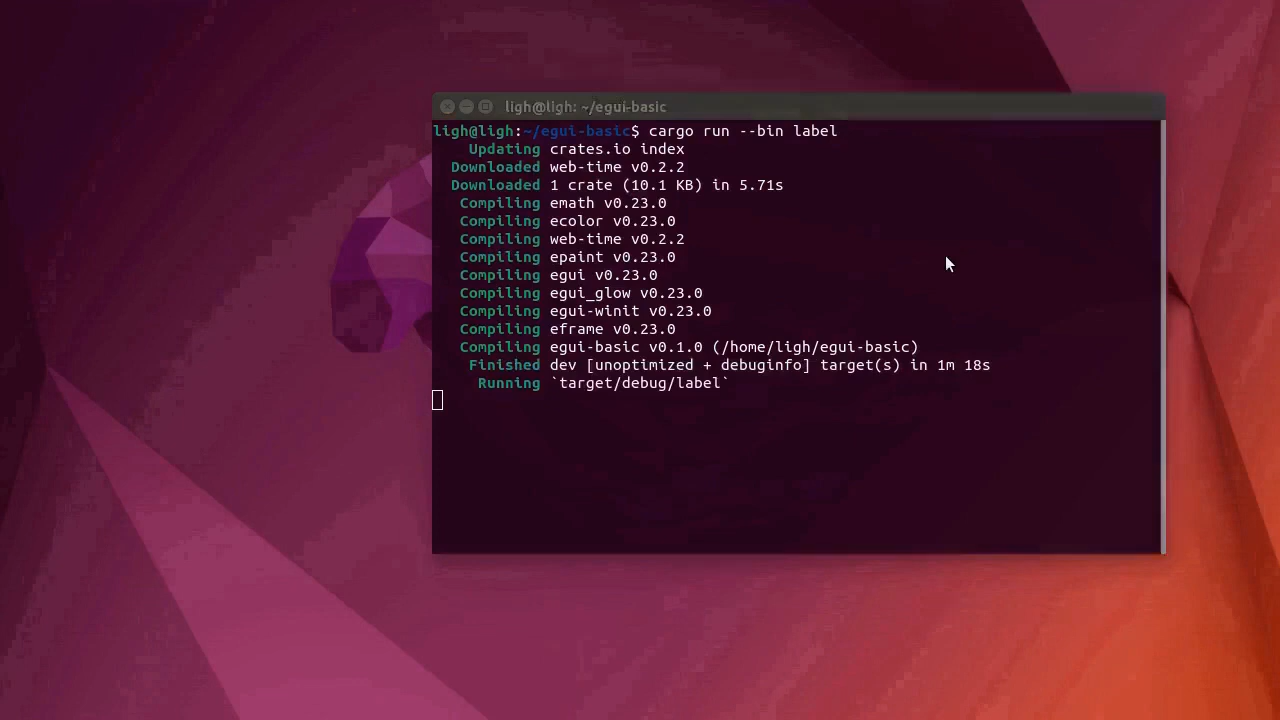 ligh@ligh: ~/egui-basic
ligh@ligh:~/egui-basic$ cargo run --bin label
Updating crates.io index
Downloaded web-time v0.2.2
Downloaded 1 crate (10.1 KB) in 5.71s
Compiling emath v0.23.0
Compiling ecolor v0.23.0
Compiling web-time v0.2.2
Compiling epaint v0.23.0
Compiling egui v0.23.0
Compiling egui_glow v0.23.0
Compiling egui-winit v0.23.0
Compiling eframe v0.23.0
Compiling egui-basic v0.1.0 (/home/ligh/egui-basic)
Finished dev [unoptimized + debuginfo] target(s) in 1m 18s
Running `target/debug/label`